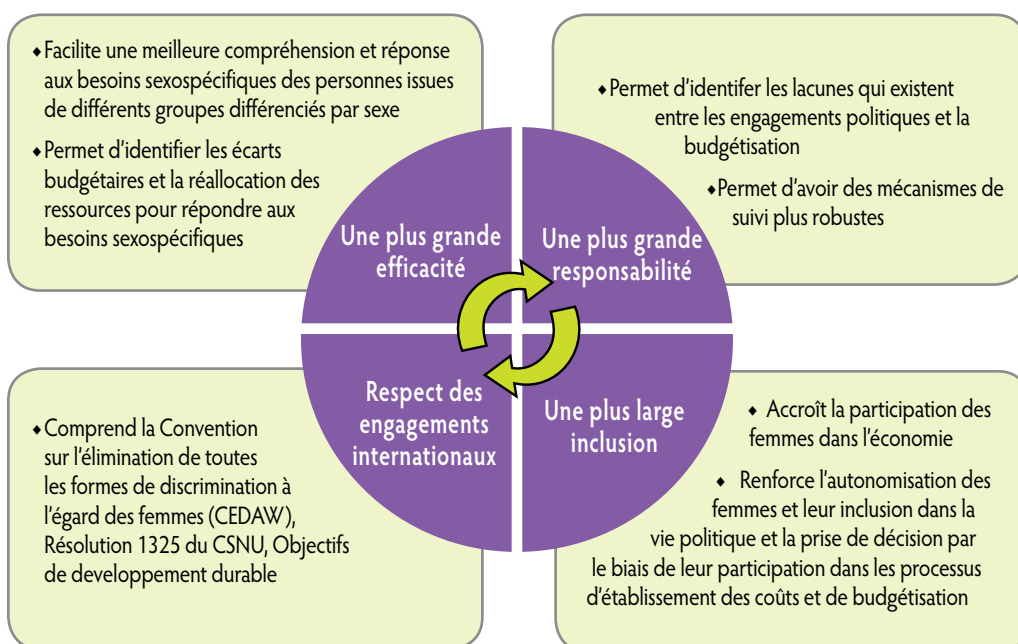 ♦Facilite une meilleure compréhension et réponse
aux besoins sexospécifiques des personnes issues
de différents groupes différenciés par sexe
♦Permet d'identifier les écarts
budgétaires et la réallocation des
ressources pour répondre aux
besoins sexospécifiques
♦Permet d'identifer les lacunes qui existent
entre les engagements politiques et la
budgétisation
♦Permet d'avoir des mécanismes de
suivi plus robustes
Une plus grande
efficacité
Une plus grande
responsabilité
Respect des
engagements
internationaux
Une plus large
inclusion
♦Comprend la Convention
sur l'élimination de toutes
les formes de discrimination à
l'égard des femmes (CEDAW),
Résolution 1325 du CSNU, Objectifs
de developpement durable
♦ Accroît la participation des
femmes dans l'économie
♦ Renforce l'autonomisation des
femmes et leur inclusion dans la
vie politique et la prise de décision par
le biais de leur participation dans les processus
d'établissement des coûts et de budgétisation